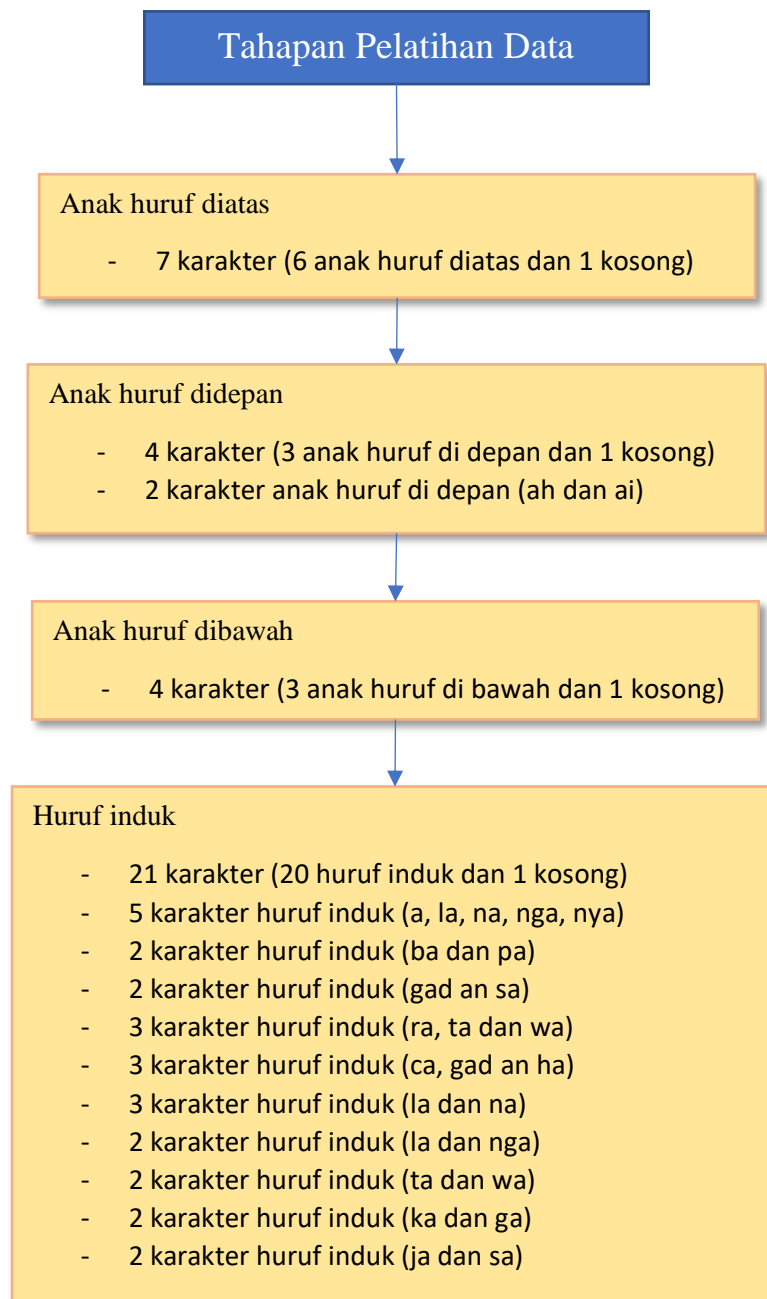 Tahapan Pelatihan Data
Anak huruf diatas
- 7 karakter (6 anak huruf diatas dan 1 kosong)
Anak huruf didepan
- 4 karakter (3 anak huruf di depan dan 1 kosong)
- 2 karakter anak huruf di depan (ah dan ai)
Anak huruf dibawah
- 4 karakter (3 anak huruf di bawah dan 1 kosong)
Huruf induk
- 21 karakter (20 huruf induk dan 1 kosong)
- 5 karakter huruf induk (a, la, na, nga, nya)
- 2 karakter huruf induk (ba dan pa)
- 2 karakter huruf induk (gad an sa)
- 3 karakter huruf induk (ra, ta dan wa)
- 3 karakter huruf induk (ca, gad an ha)
- 3 karakter huruf induk (la dan na)
- 2 karakter huruf induk (la dan nga)
- 2 karakter huruf induk (ta dan wa)
- 2 karakter huruf induk (ka dan ga)
- 2 karakter huruf induk (ja dan sa)